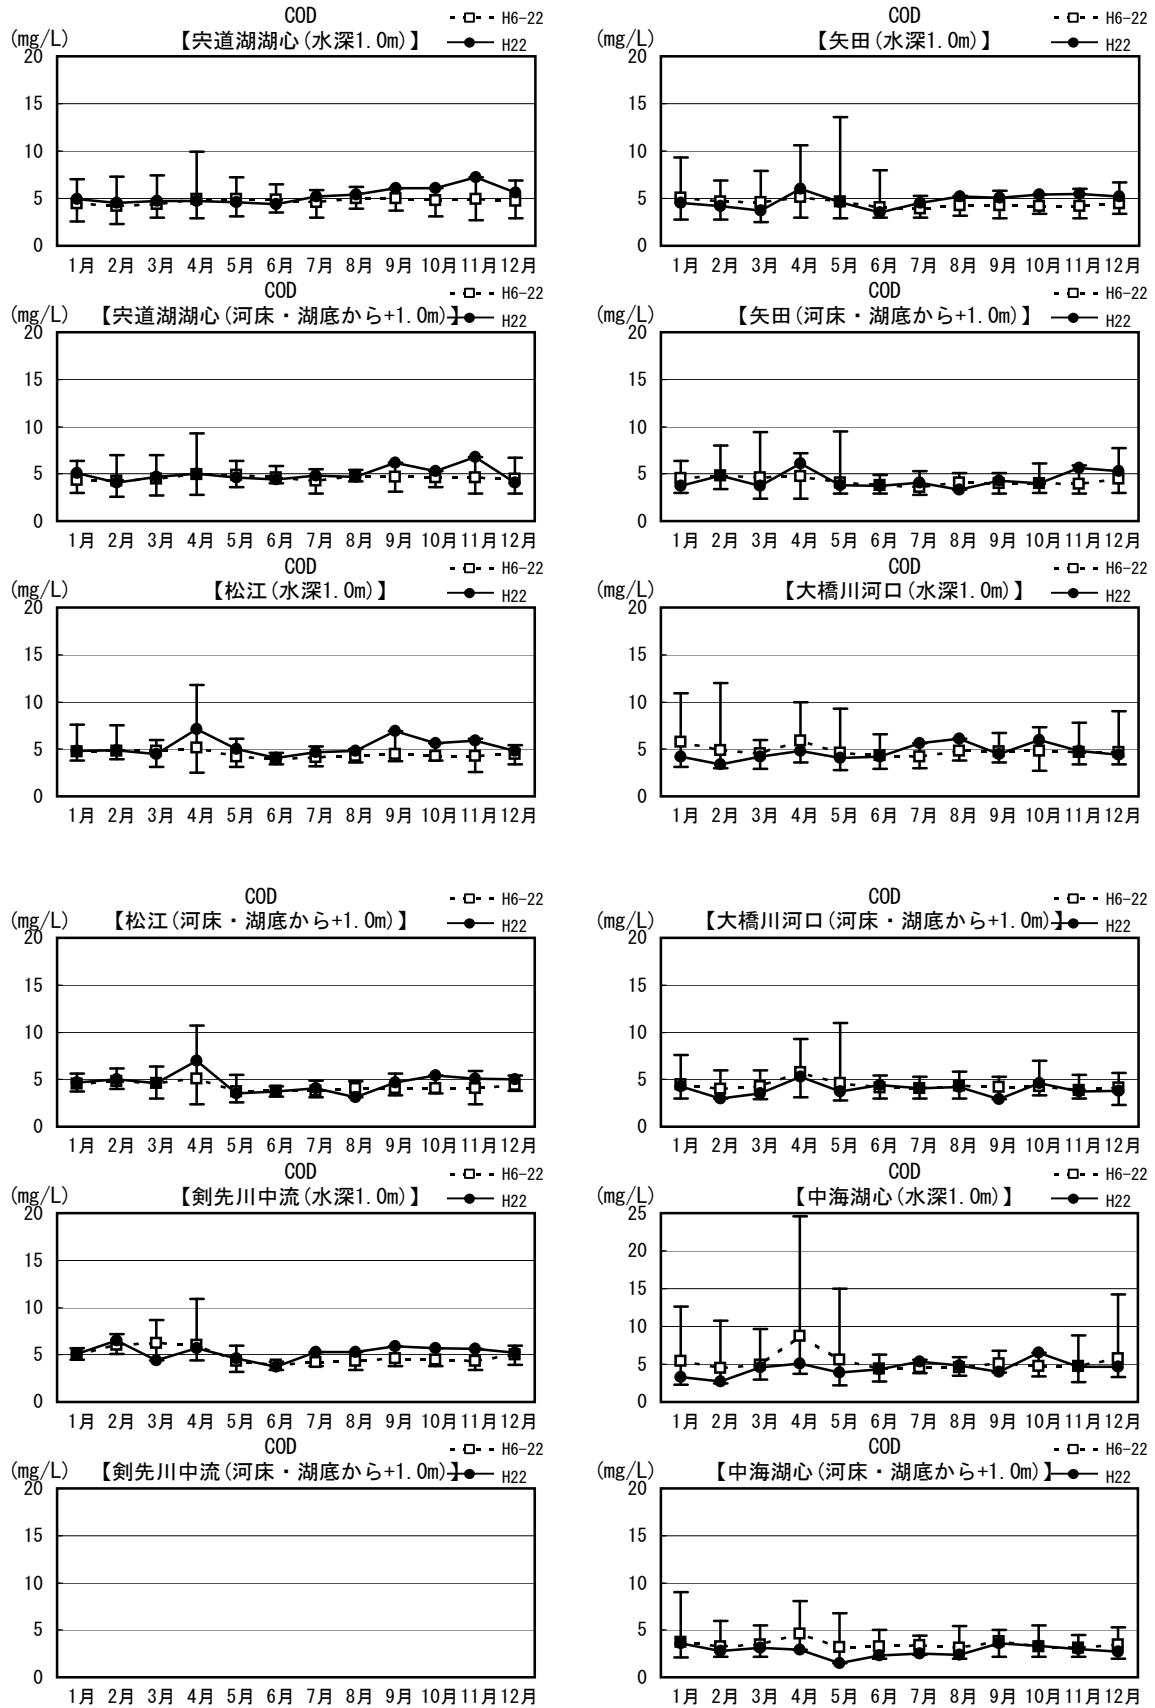 COD
H6-22
(mg/L)
【宍道湖湖心(水深1.0m)】
H22
20
15
10
5
0
1月 2月 3月 4月 5月 6月 7月 8月 9月 10月 11月 12月
COD
H6-22
(mg/L)
【矢田(水深1.0m)】
H22
20
15
10
5
0
1月 2月 3月 4月 5月 6月 7月 8月 9月 10月 11月 12月
COD
H6-22
(mg/L)
【宍道湖湖心(河床・湖底から+1.0m)】
H22
20
15
10
5
0
1月 2月 3月 4月 5月 6月 7月 8月 9月 10月 11月 12月
COD
H6-22
(mg/L)
【矢田(河床・湖底から+1.0m)】
H22
20
15
10
5
0
1月 2月 3月 4月 5月 6月 7月 8月 9月 10月 11月 12月
COD
H6-22
(mg/L)
【松江(水深1.0m)】
H22
20
15
10
5
0
1月 2月 3月 4月 5月 6月 7月 8月 9月 10月 11月 12月
COD
H6-22
(mg/L)
【大橋川河口(水深1.0m)】
H22
20
15
10
5
0
1月 2月 3月 4月 5月 6月 7月 8月 9月 10月 11月 12月
COD
H6-22
(mg/L)
【松江(河床・湖底から+1.0m)】
H22
20
15
10
5
0
1月 2月 3月 4月 5月 6月 7月 8月 9月 10月 11月 12月
COD
H6-22
(mg/L)
【大橋川河口(河床・湖底から+1.0m)】
H22
20
15
10
5
0
1月 2月 3月 4月 5月 6月 7月 8月 9月 10月 11月 12月
COD
H6-22
(mg/L)
【剣先川中流(水深1.0m)】
H22
20
15
10
5
0
1月 2月 3月 4月 5月 6月 7月 8月 9月 10月 11月 12月
COD
H6-22
(mg/L)
【中海湖心(水深1.0m)】
H22
25
20
15
10
5
0
1月 2月 3月 4月 5月 6月 7月 8月 9月 10月 11月 12月
COD
H6-22
(mg/L)
【剣先川中流(河床・湖底から+1.0m)】
H22
20
15
10
5
0
1月 2月 3月 4月 5月 6月 7月 8月 9月 10月 11月 12月
COD
H6-22
(mg/L)
【中海湖心(河床・湖底から+1.0m)】
H22
20
15
10
5
0
1月 2月 3月 4月 5月 6月 7月 8月 9月 10月 11月 12月